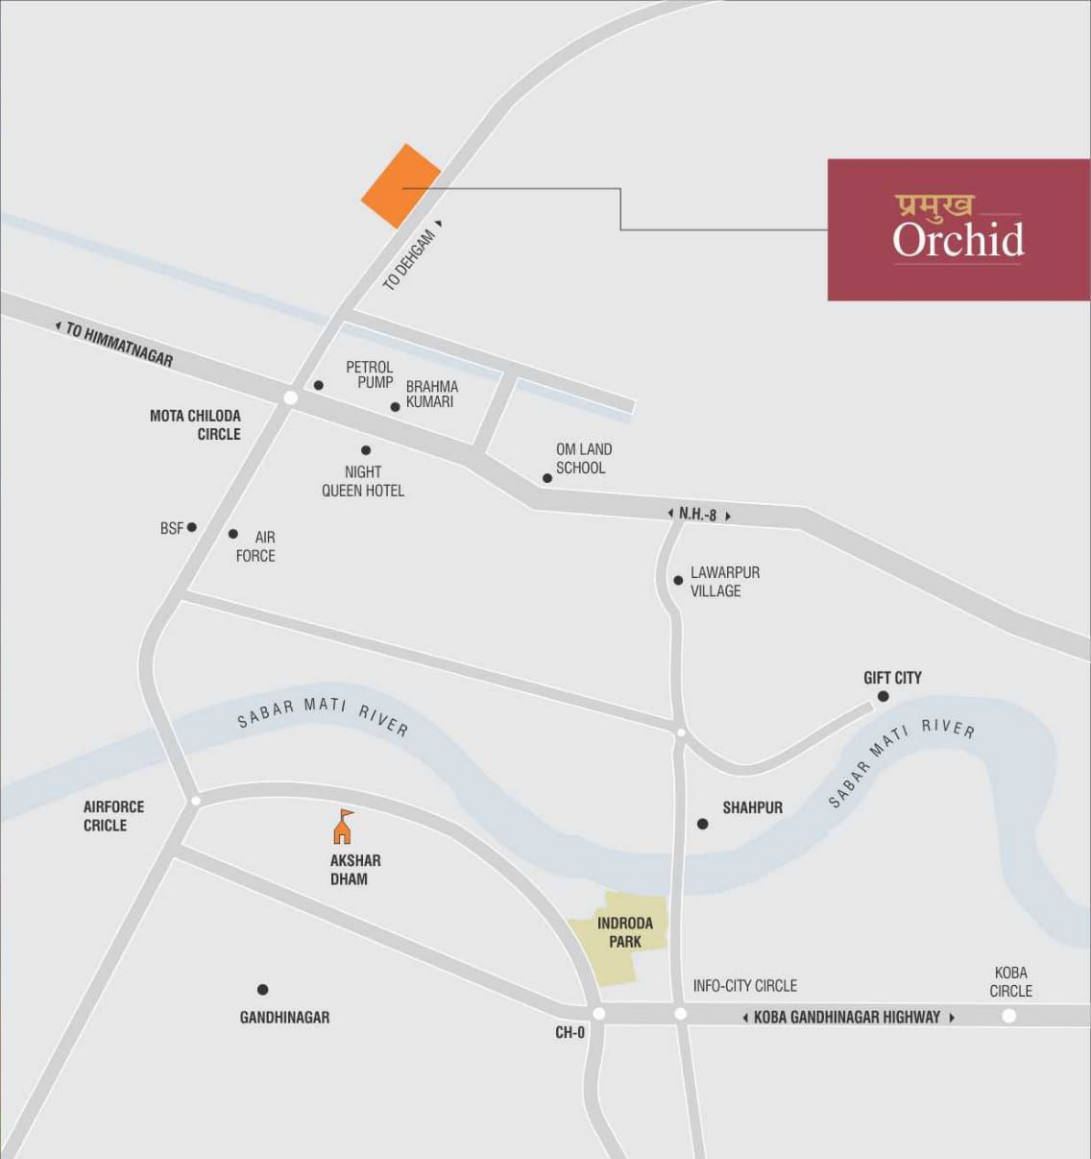 प्रमुख
Orchid
TO DEHGAM
TO HIMMATNAGAR
PETROL
PUMP
BRAHMA
KUMARI
MOTA CHILODA
CIRCLE
NIGHT
QUEEN HOTEL
OM LAND
SCHOOL
N.H.-8
BSF
AIR
FORCE
LAWARPUR
VILLAGE
GIFT CITY
SABAR MATI RIVER
SABAR MATI RIVER
AIRFORCE
CRICLE
SHAHPUR
AKSHAR
DHAM
INDRODA
PARK
INFO-CITY CIRCLE
KOBA
CIRCLE
GANDHINAGAR
CH-0
KOBA GANDHINAGAR HIGHWAY